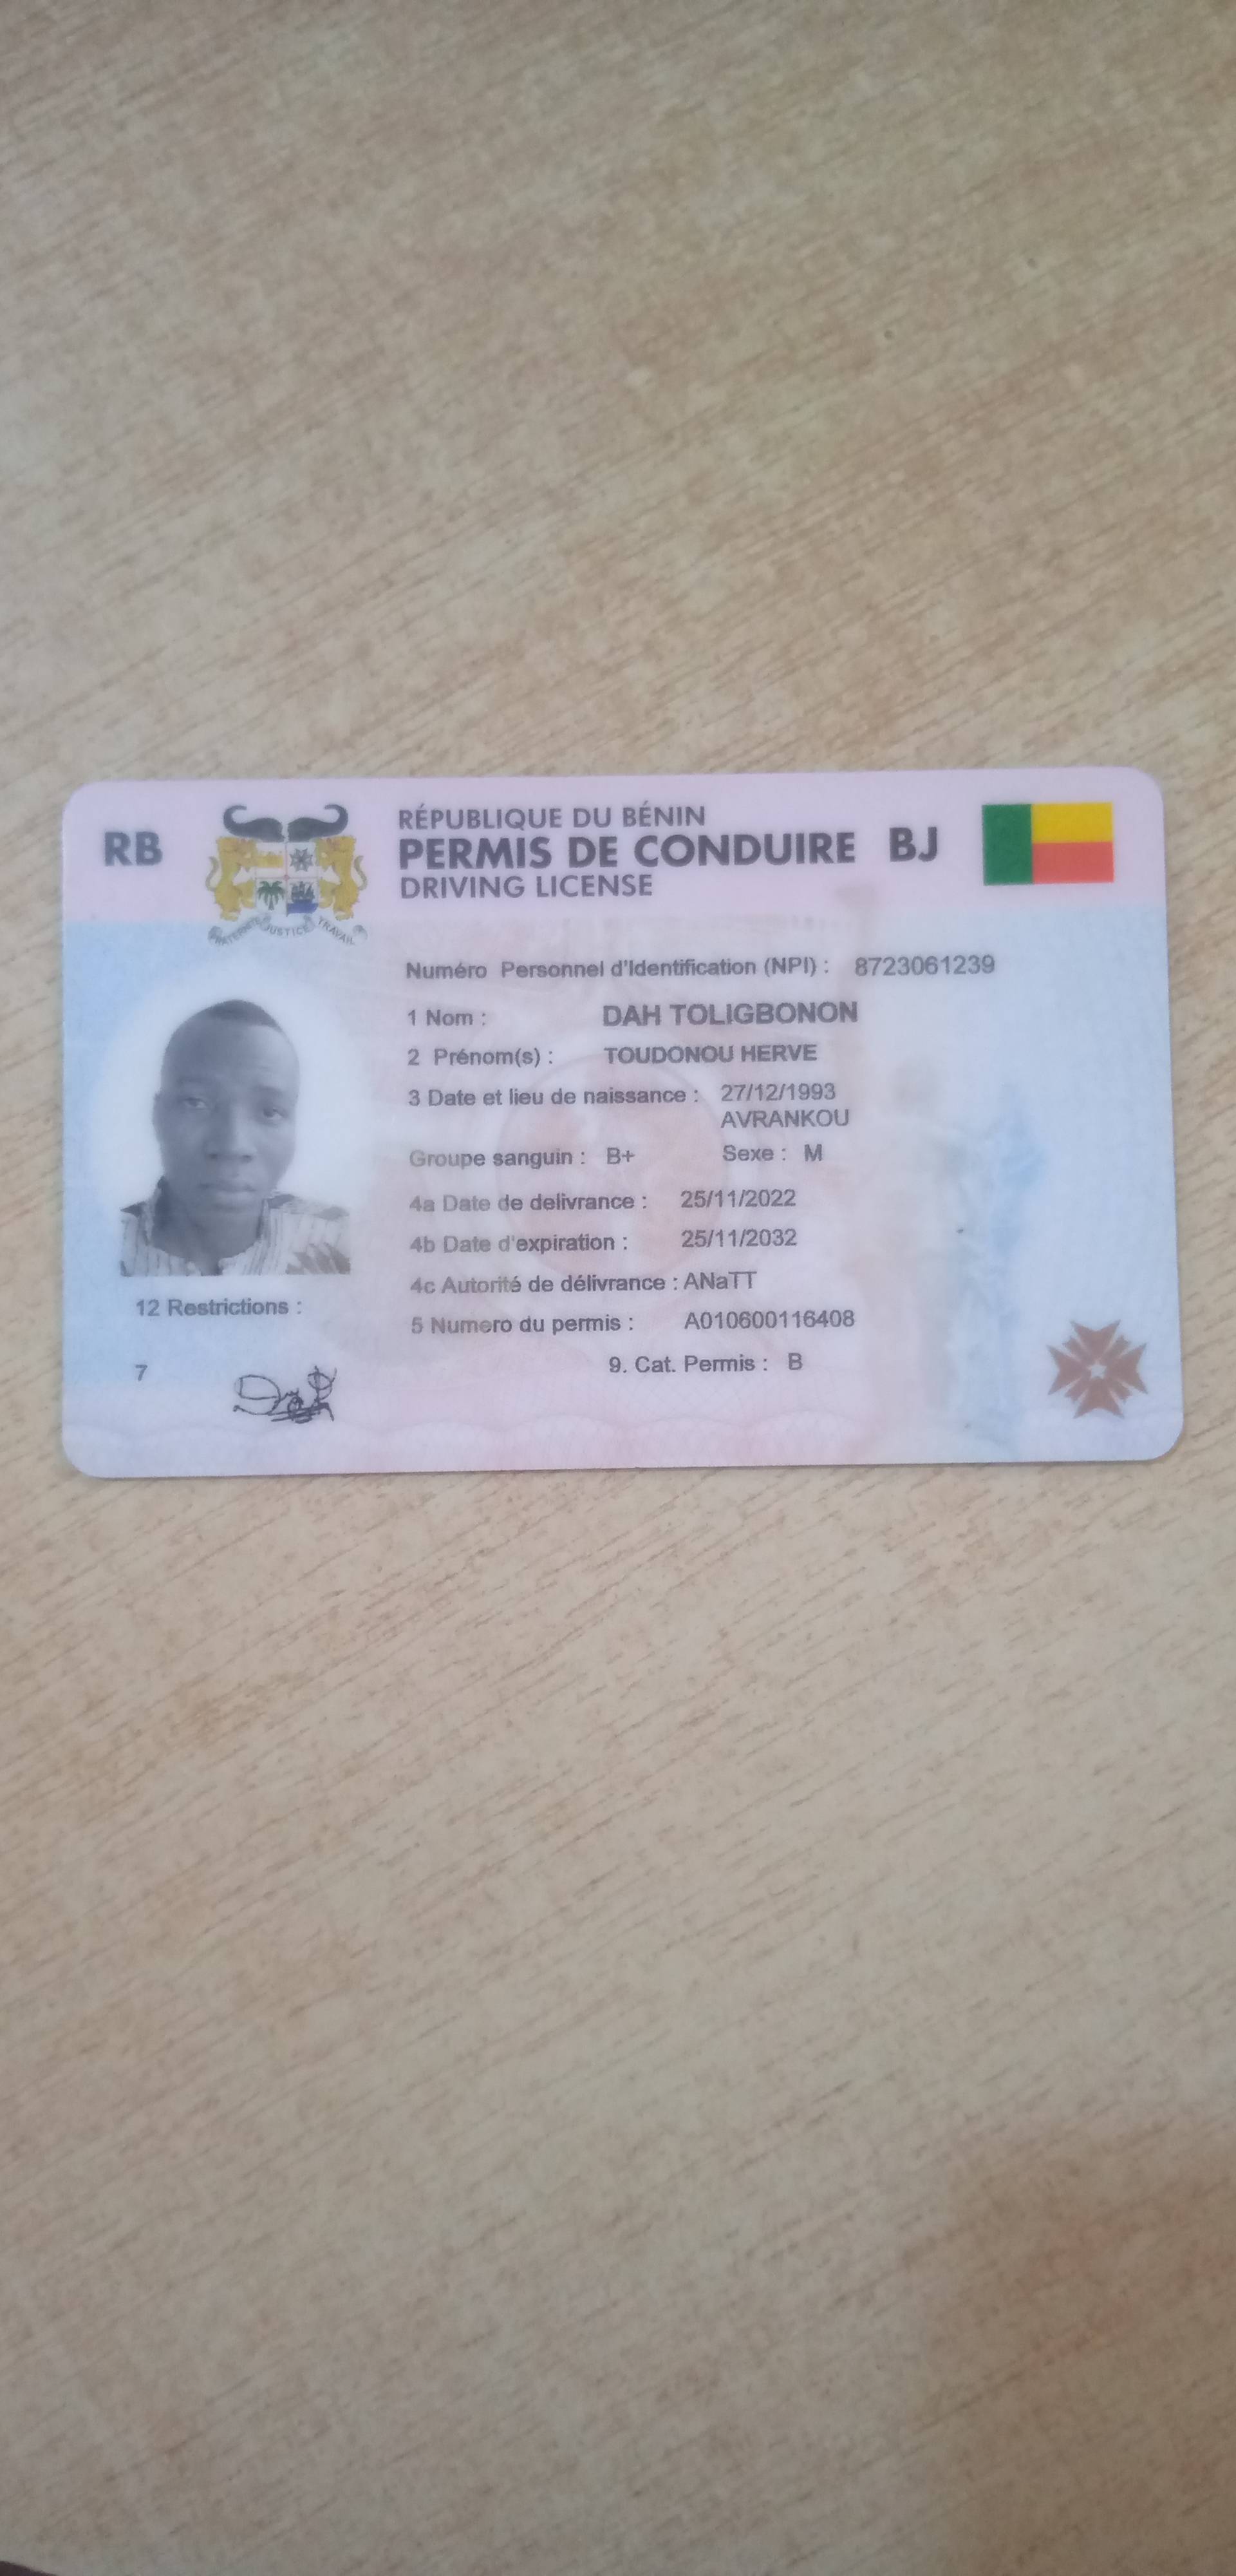 RB
RÉPUBLIQUE DU BÉNIN
PERMIS DE CONDUIRE BJ
DRIVING LICENSE
FRATERNITÉ JUSTICE TRAVAIL
Numéro Personnel d'Identification (NPI) : 8723061239
1 Nom : DAH TOLIGBONON
2 Prénom(s) : TOUDONOU HERVE
3 Date et lieu de naissance : 27/12/1993
AVRANKOU
Groupe sanguin : B+ Sexe : M
4a Date de delivrance : 25/11/2022
4b Date d'expiration : 25/11/2032
4c Autorité de délivrance : ANaTT
12 Restrictions :
5 Numero du permis : A010600116408
7
9. Cat. Permis : B